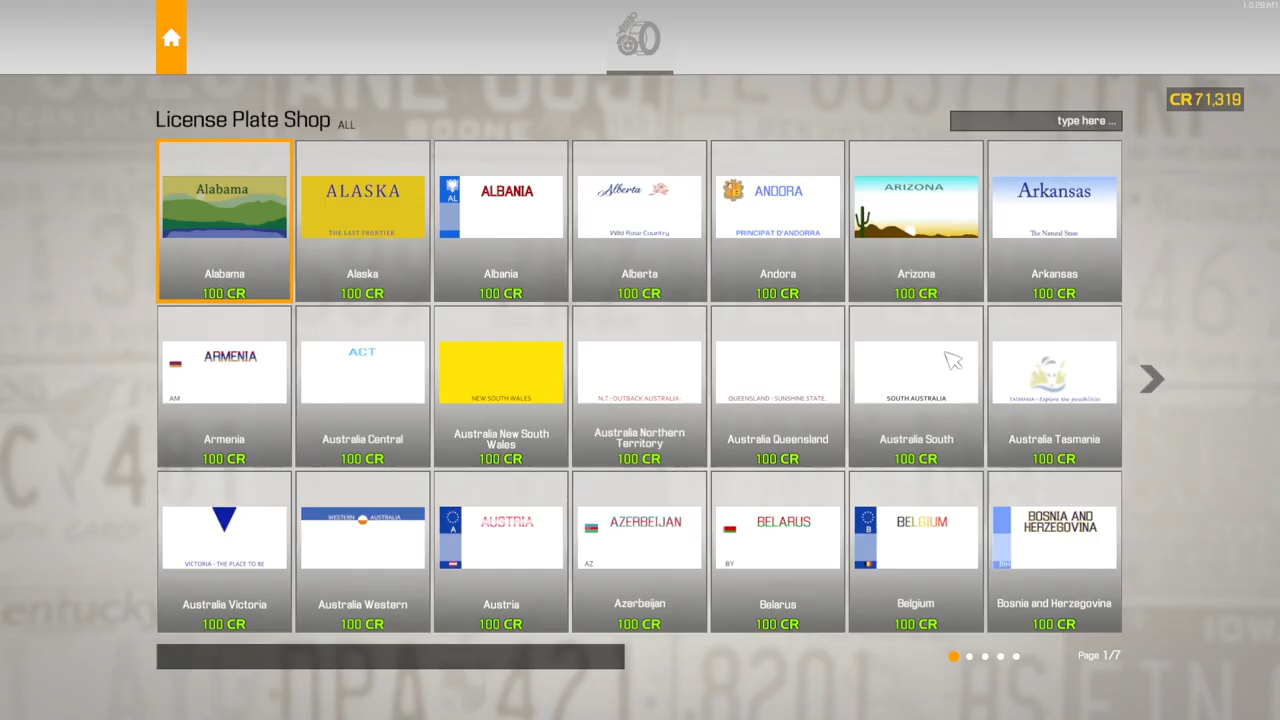 1.0.29.hf1
CR 71,319
License Plate Shop ALL
type here ...
Alabama
ALASKA
THE LAST FRONTIER
AL
ALBANIA
Alberta
Wild Rose Country
ANDORA
PRINCIPAT D'ANDORRA
ARIZONA
Arkansas
The Natural State
Alabama
Alaska
Albania
Alberta
Andora
Arizona
Arkansas
100 CR
100 CR
100 CR
100 CR
100 CR
100 CR
100 CR
ARMENIA
AM
ACT
NEW SOUTH WALES
N.T. -OUTBACK AUSTRALIA-
QUEENSLAND - SUNSHINE STATE.
SOUTH AUSTRALIA
TASMANIA - Explore the possibilities
Armenia
Australia Central
Australia New South
Wales
Australia Northern
Territory
Australia Queensland
Australia South
Australia Tasmania
100 CR
100 CR
100 CR
100 CR
100 CR
100 CR
100 CR
VICTORIA - THE PLACE TO BE
WESTERN AUSTRALIA
A
AUSTRIA
AZERBEIJAN
AZ
BELARUS
BY
B
BELGIUM
BOSNIA AND
HERZEGOVINA
BIH
Australia Victoria
Australia Western
Austria
Azerbeijan
Belarus
Belgium
Bosnia and Herzegovina
100 CR
100 CR
100 CR
100 CR
100 CR
100 CR
100 CR
Page 1/7